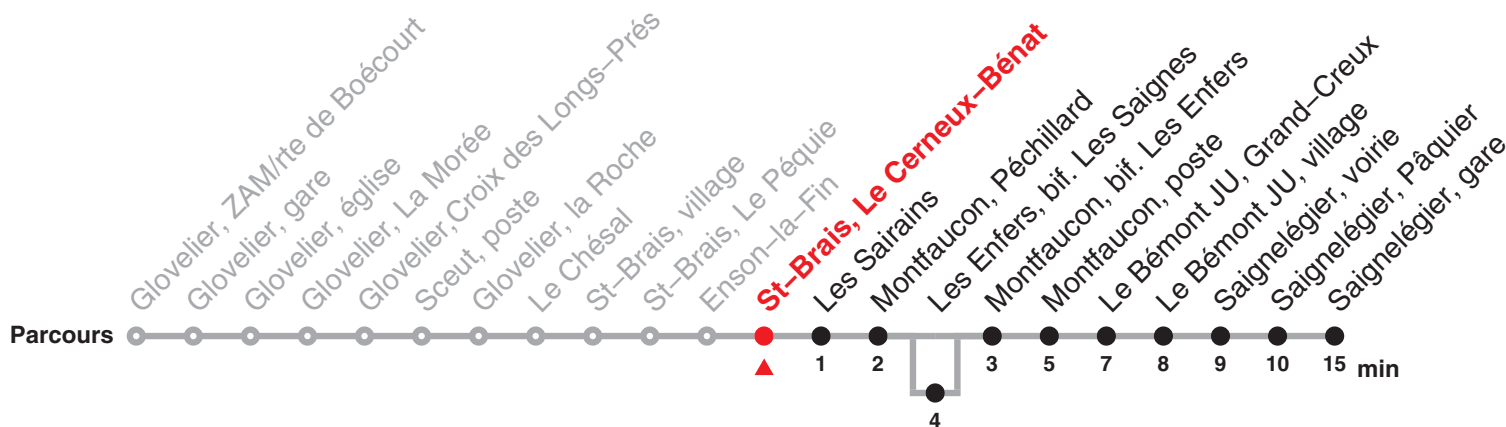 Glovelier, ZAM/rte de Boécourt
Glovelier, gare
Glovelier, église
Glovelier, La Morée
Glovelier, Croix des Longs–Prés
Sceut, poste
Glovelier, la Roche
Le Chésal
St–Brais, village
St–Brais, Le Péquie
Enson–la–Fin
St–Brais, Le Cerneux–Bénat
Les Sairains
Montfaucon, Péchillard
Les Enfers, bif. Les Saignes
Montfaucon, bif. Les Enfers
Montfaucon, poste
Le Bémont JU, Grand–Creux
Le Bémont JU, village
Saignelégier, voirie
Saignelégier, Pâquier
Saignelégier, gare
Parcours
1 2 3 5 7 8 9 10 15 min
4